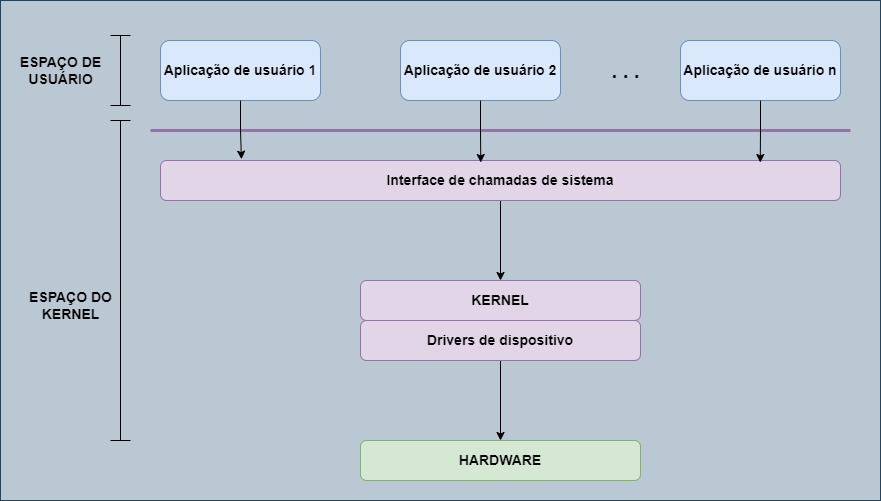 ESPAÇO DE
USUÁRIO
Aplicação de usuário 1
Aplicação de usuário 2
. . .
Aplicação de usuário n
Interface de chamadas de sistema
ESPAÇO DO
KERNEL
KERNEL
Drivers de dispositivo
HARDWARE